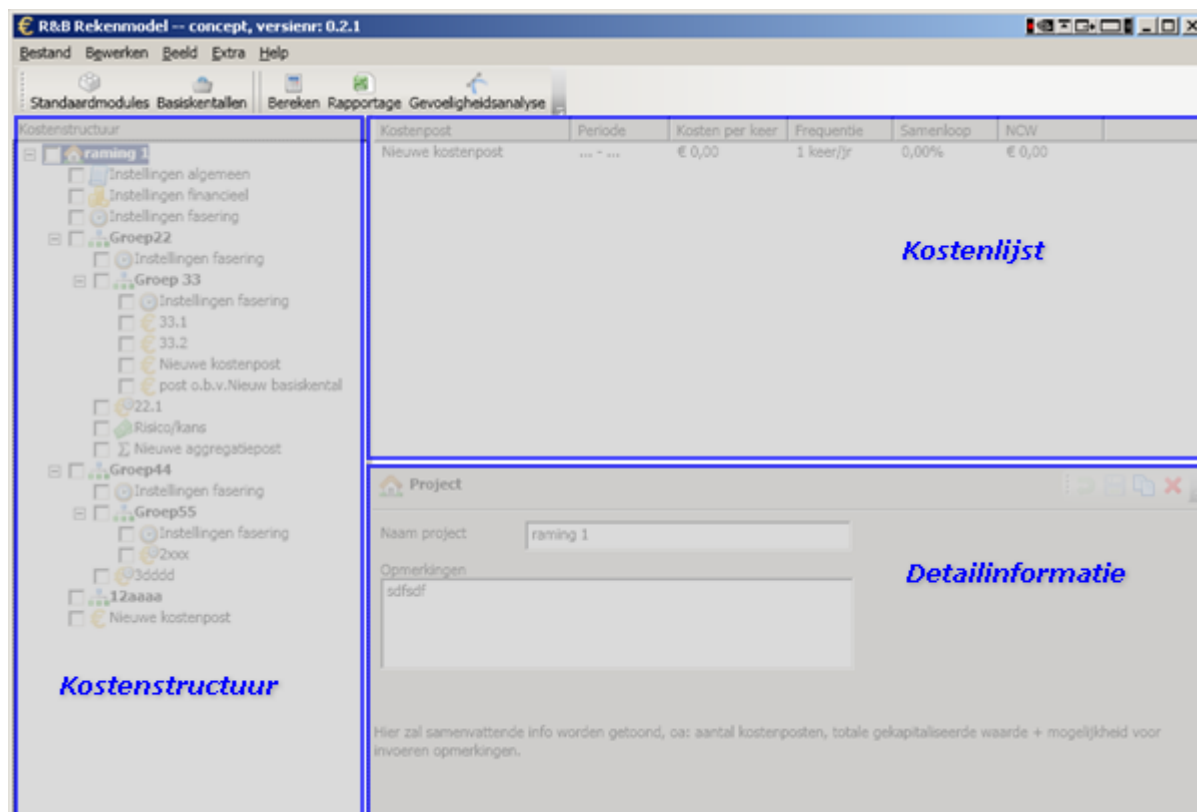 R&B Rekenmodel -- concept, versienr: 0.2.1
Bestand Bewerken Beeld Extra Help
Standaardmodules Basiskentallen Bereken Rapportage Gevoeligheidsanalyse
Kostenstructuur
raming 1
Instellingen algemeen
Instellingen financieel
Instellingen fasering
Groep22
Instellingen fasering
Groep 33
Instellingen fasering
33.1
33.2
Nieuwe kostenpost
post o.b.v.Nieuw basiskental
22.1
Risico/kans
Σ Nieuwe aggregatiepost
Groep44
Instellingen fasering
Groep55
Instellingen fasering
2xxx
3dddd
12aaaa
Nieuwe kostenpost
Kostenstructuur
Kostenpost Periode Kosten per keer Frequentie Samenloop NCW
Nieuwe kostenpost ... - ... € 0,00 1 keer/jr 0,00% € 0,00
Kostenlijst
Project
Naam project raming 1
Opmerkingen
sdfsdf
Detailinformatie
Hier zal samenvattende info worden getoond, oa: aantal kostenposten, totale gekapitaliseerde waarde + mogelijkheid voor
invoeren opmerkingen.